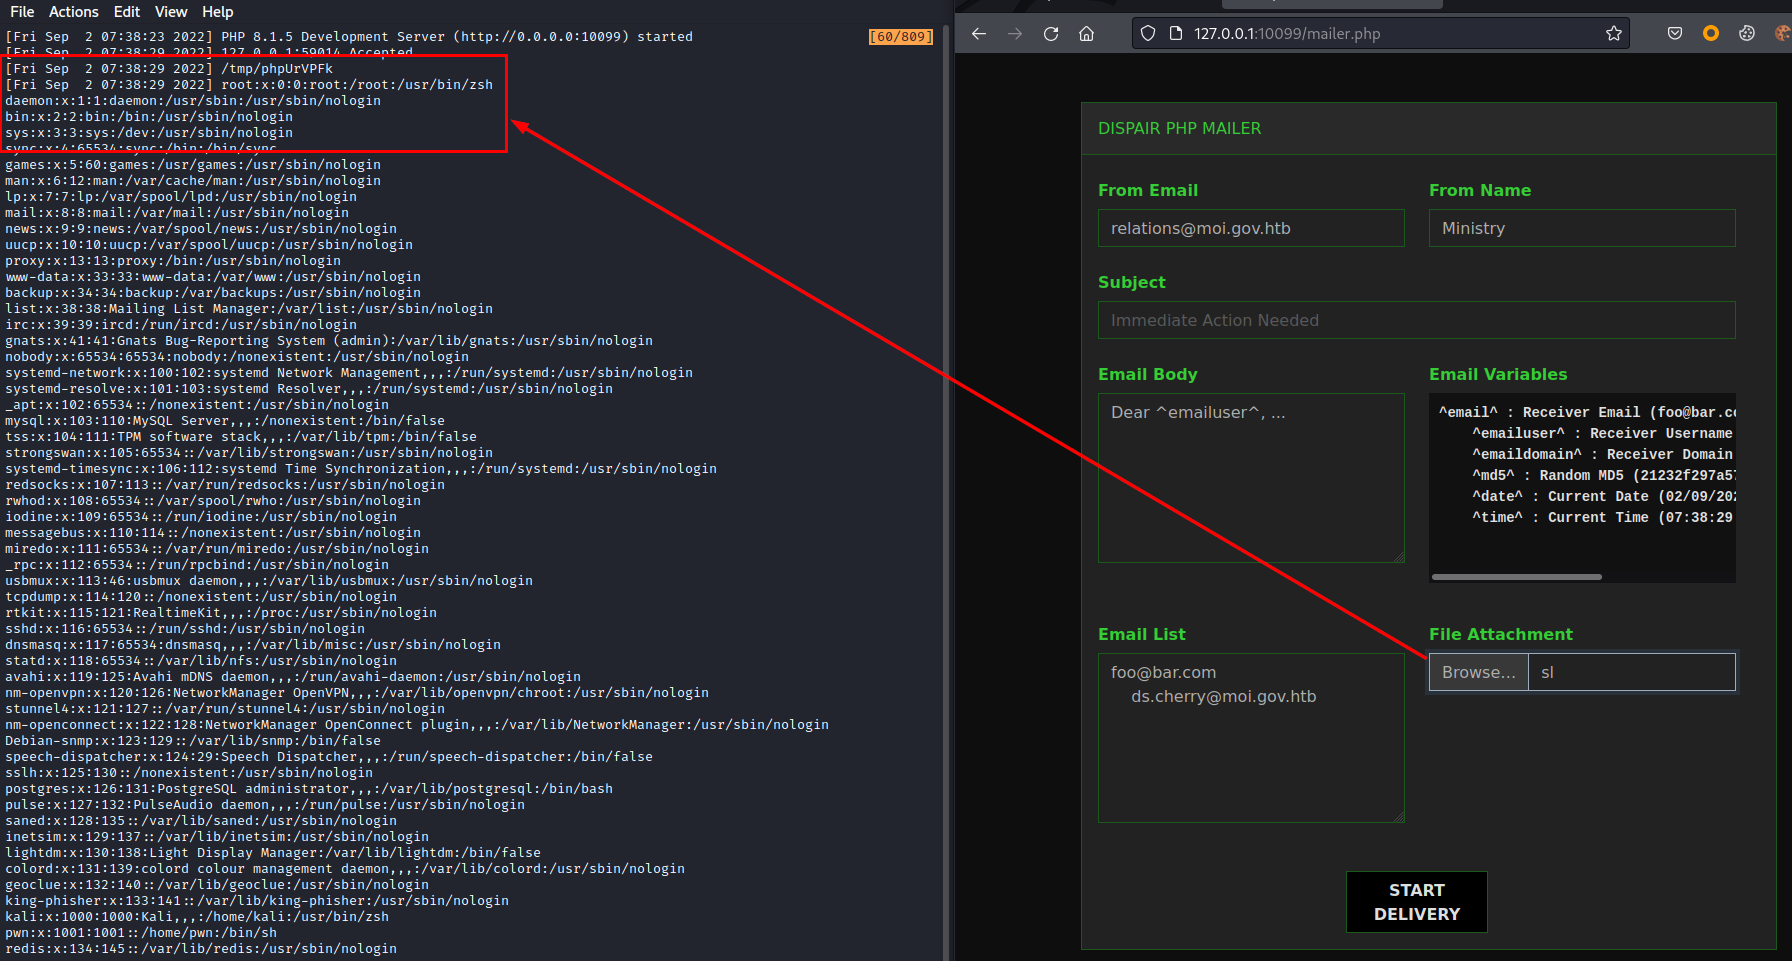 File Actions Edit View Help
[Fri Sep  2 07:38:23 2022] PHP 8.1.5 Development Server (http://0.0.0.0:10099) started
[60/809]
[Fri Sep  2 07:38:29 2022] 127.0.0.1:59014 Accepted
[Fri Sep  2 07:38:29 2022] /tmp/phpUrVPFk
[Fri Sep  2 07:38:29 2022] root:x:0:0:root:/root:/usr/bin/zsh
daemon:x:1:1:daemon:/usr/sbin:/usr/sbin/nologin
bin:x:2:2:bin:/bin:/usr/sbin/nologin
sys:x:3:3:sys:/dev:/usr/sbin/nologin
sync:x:4:65534:sync:/bin:/bin/sync
games:x:5:60:games:/usr/games:/usr/sbin/nologin
man:x:6:12:man:/var/cache/man:/usr/sbin/nologin
lp:x:7:7:lp:/var/spool/lpd:/usr/sbin/nologin
mail:x:8:8:mail:/var/mail:/usr/sbin/nologin
news:x:9:9:news:/var/spool/news:/usr/sbin/nologin
uucp:x:10:10:uucp:/var/spool/uucp:/usr/sbin/nologin
proxy:x:13:13:proxy:/bin:/usr/sbin/nologin
www-data:x:33:33:www-data:/var/www:/usr/sbin/nologin
backup:x:34:34:backup:/var/backups:/usr/sbin/nologin
list:x:38:38:Mailing List Manager:/var/list:/usr/sbin/nologin
irc:x:39:39:ircd:/run/ircd:/usr/sbin/nologin
gnats:x:41:41:Gnats Bug-Reporting System (admin):/var/lib/gnats:/usr/sbin/nologin
nobody:x:65534:65534:nobody:/nonexistent:/usr/sbin/nologin
systemd-network:x:100:102:systemd Network Management,,,:/run/systemd:/usr/sbin/nologin
systemd-resolve:x:101:103:systemd Resolver,,,:/run/systemd:/usr/sbin/nologin
_apt:x:102:65534::/nonexistent:/usr/sbin/nologin
mysql:x:103:110:MySQL Server,,,:/nonexistent:/bin/false
tss:x:104:111:TPM software stack,,,:/var/lib/tpm:/bin/false
strongswan:x:105:65534::/var/lib/strongswan:/usr/sbin/nologin
systemd-timesync:x:106:112:systemd Time Synchronization,,,:/run/systemd:/usr/sbin/nologin
redsocks:x:107:113::/var/run/redsocks:/usr/sbin/nologin
rwhod:x:108:65534::/var/spool/rwho:/usr/sbin/nologin
iodine:x:109:65534::/run/iodine:/usr/sbin/nologin
messagebus:x:110:114::/nonexistent:/usr/sbin/nologin
miredo:x:111:65534::/var/run/miredo:/usr/sbin/nologin
_rpc:x:112:65534::/run/rpcbind:/usr/sbin/nologin
usbmux:x:113:46:usbmux daemon,,,:/var/lib/usbmux:/usr/sbin/nologin
tcpdump:x:114:120::/nonexistent:/usr/sbin/nologin
rtkit:x:115:121:RealtimeKit,,,:/proc:/usr/sbin/nologin
sshd:x:116:65534::/run/sshd:/usr/sbin/nologin
dnsmasq:x:117:65534:dnsmasq,,,:/var/lib/misc:/usr/sbin/nologin
statd:x:118:65534::/var/lib/nfs:/usr/sbin/nologin
avahi:x:119:125:Avahi mDNS daemon,,,:/run/avahi-daemon:/usr/sbin/nologin
nm-openvpn:x:120:126:NetworkManager OpenVPN,,,:/var/lib/openvpn/chroot:/usr/sbin/nologin
stunnel4:x:121:127::/var/run/stunnel4:/usr/sbin/nologin
nm-openconnect:x:122:128:NetworkManager OpenConnect plugin,,,:/var/lib/NetworkManager:/usr/sbin/nologin
Debian-snmp:x:123:129::/var/lib/snmp:/bin/false
speech-dispatcher:x:124:29:Speech Dispatcher,,,:/run/speech-dispatcher:/bin/false
sslh:x:125:130::/nonexistent:/usr/sbin/nologin
postgres:x:126:131:PostgreSQL administrator,,,:/var/lib/postgresql:/bin/bash
pulse:x:127:132:PulseAudio daemon,,,:/run/pulse:/usr/sbin/nologin
saned:x:128:135::/var/lib/saned:/usr/sbin/nologin
inetsim:x:129:137::/var/lib/inetsim:/usr/sbin/nologin
lightdm:x:130:138:Light Display Manager:/var/lib/lightdm:/bin/false
colord:x:131:139:colord colour management daemon,,,:/var/lib/colord:/usr/sbin/nologin
geoclue:x:132:140::/var/lib/geoclue:/usr/sbin/nologin
king-phisher:x:133:141::/var/lib/king-phisher:/usr/sbin/nologin
kali:x:1000:1000:Kali,,,:/home/kali:/usr/bin/zsh
pwn:x:1001:1001::/home/pwn:/bin/sh
redis:x:134:145::/var/lib/redis:/usr/sbin/nologin
127.0.0.1:10099/mailer.php
DISPAIR PHP MAILER
From Email
From Name
relations@moi.gov.htb
Ministry
Subject
Immediate Action Needed
Email Body
Email Variables
Dear ^emailuser^, ...
^email^ : Receiver Email (foo@bar.co
^emailuser^ : Receiver Username
^emaildomain^ : Receiver Domain
^md5^ : Random MD5 (21232f297a57
^date^ : Current Date (02/09/202
^time^ : Current Time (07:38:29
Email List
File Attachment
foo@bar.com
ds.cherry@moi.gov.htb
Browse... sl
START
DELIVERY